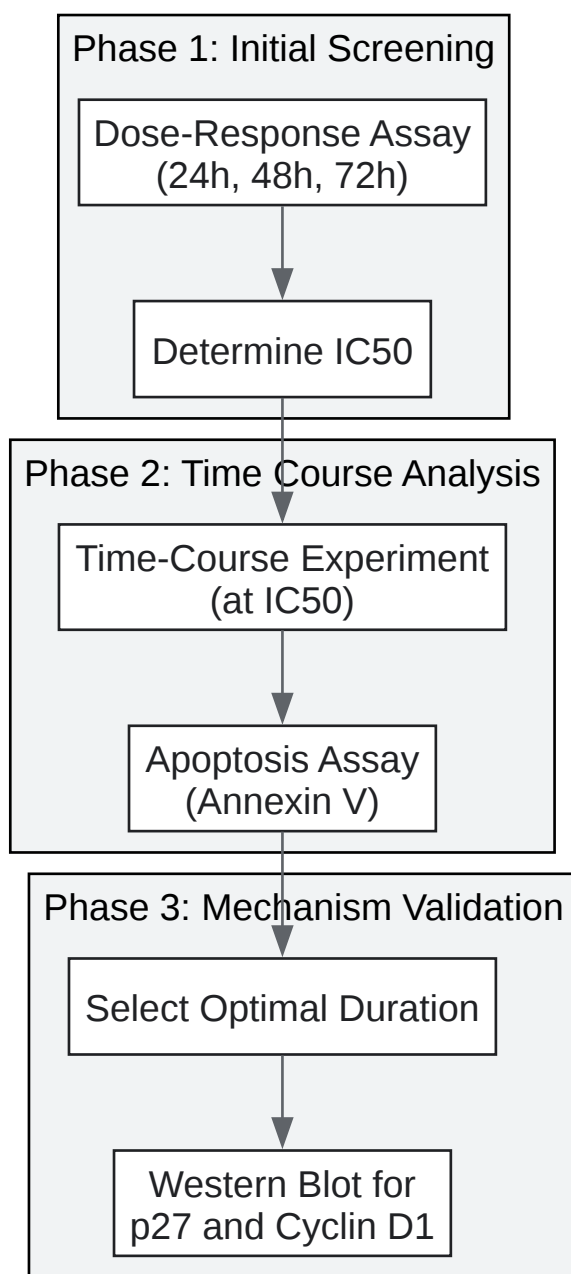 Phase 1: Initial Screening
Dose-Response Assay
(24h, 48h, 72h)
Determine IC50
Phase 2: Time Course Analysis
Time-Course Experiment
(at IC50)
Apoptosis Assay
(Annexin V)
Phase 3: Mechanism Validation
Select Optimal Duration
Western Blot for
p27 and Cyclin D1